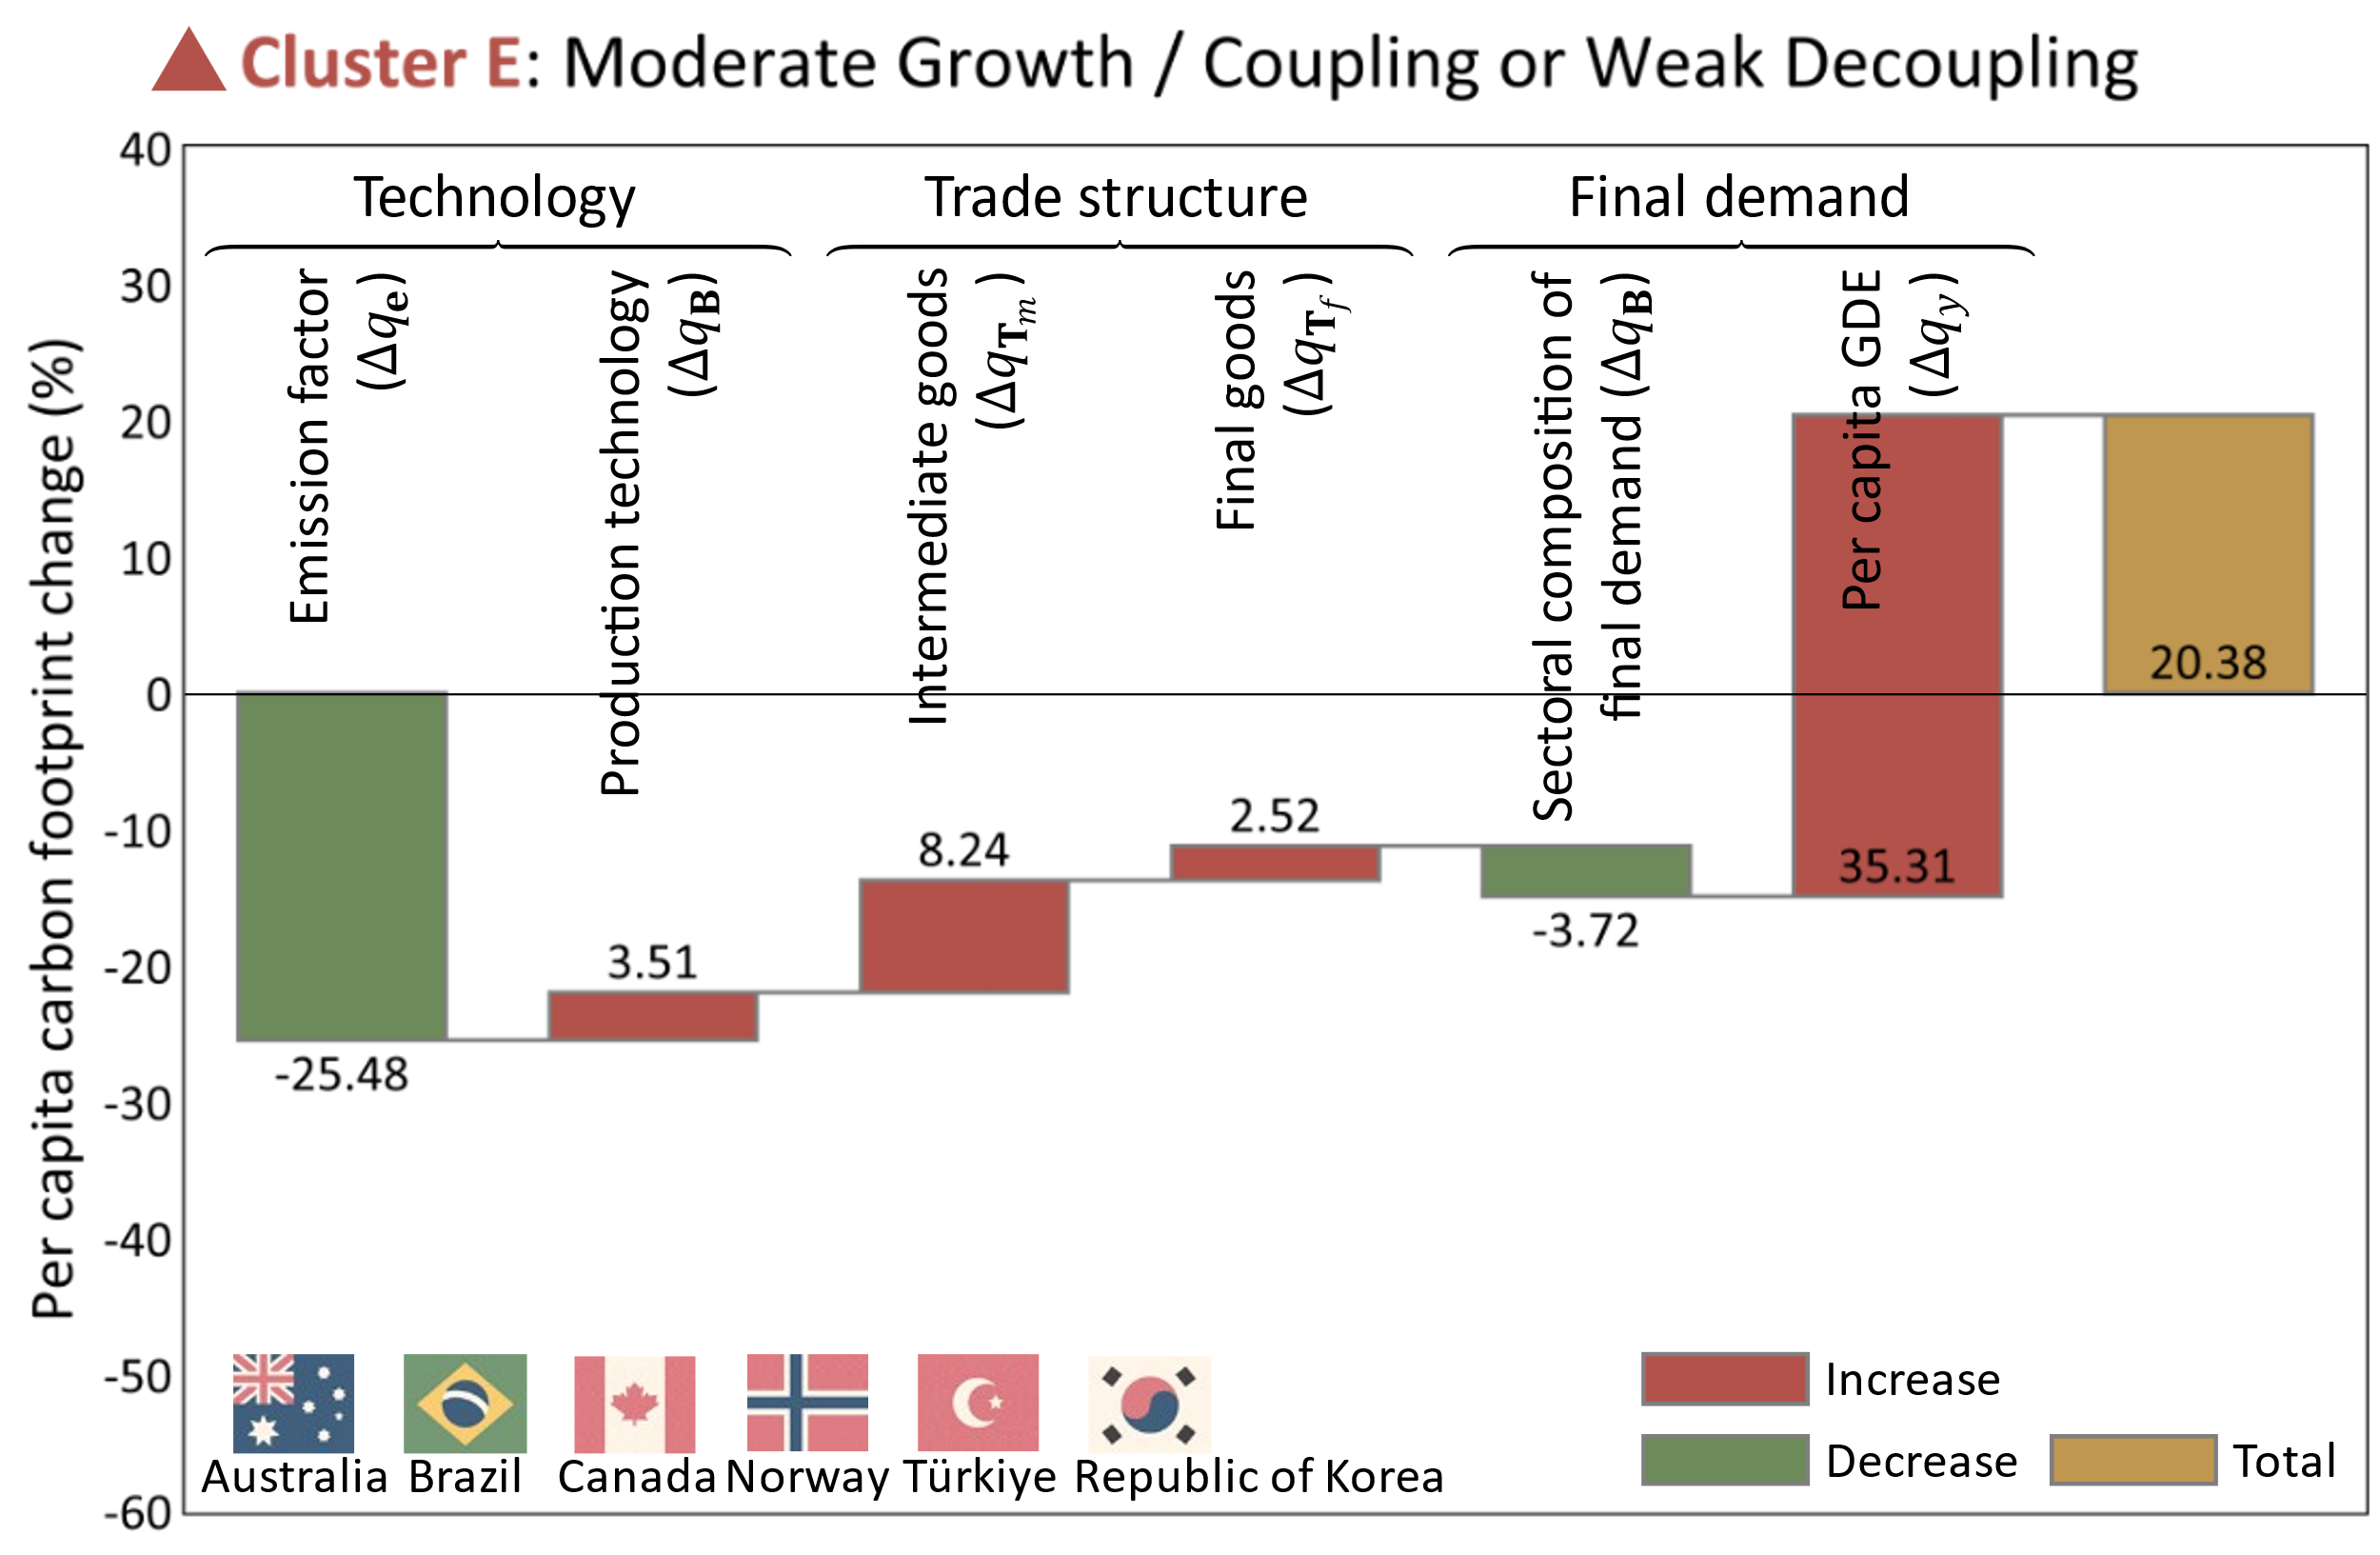 Cluster E: Moderate Growth / Coupling or Weak Decoupling
Per capita carbon footprint change (%)
40
30
20
10
0
-10
-20
-30
-40
-50
-60
Technology
Trade structure
Final demand
Emission factor
(Δqe)
Production technology
(ΔqB)
Intermediate goods
(ΔqTm)
Final goods
(ΔqTf)
Sectoral composition of
final demand (ΔqB)
Per capita GDE
(Δqy)
-25.48
3.51
8.24
2.52
-3.72
35.31
20.38
Australia
Brazil
Canada
Norway
Türkiye
Republic of Korea
Increase
Decrease
Total